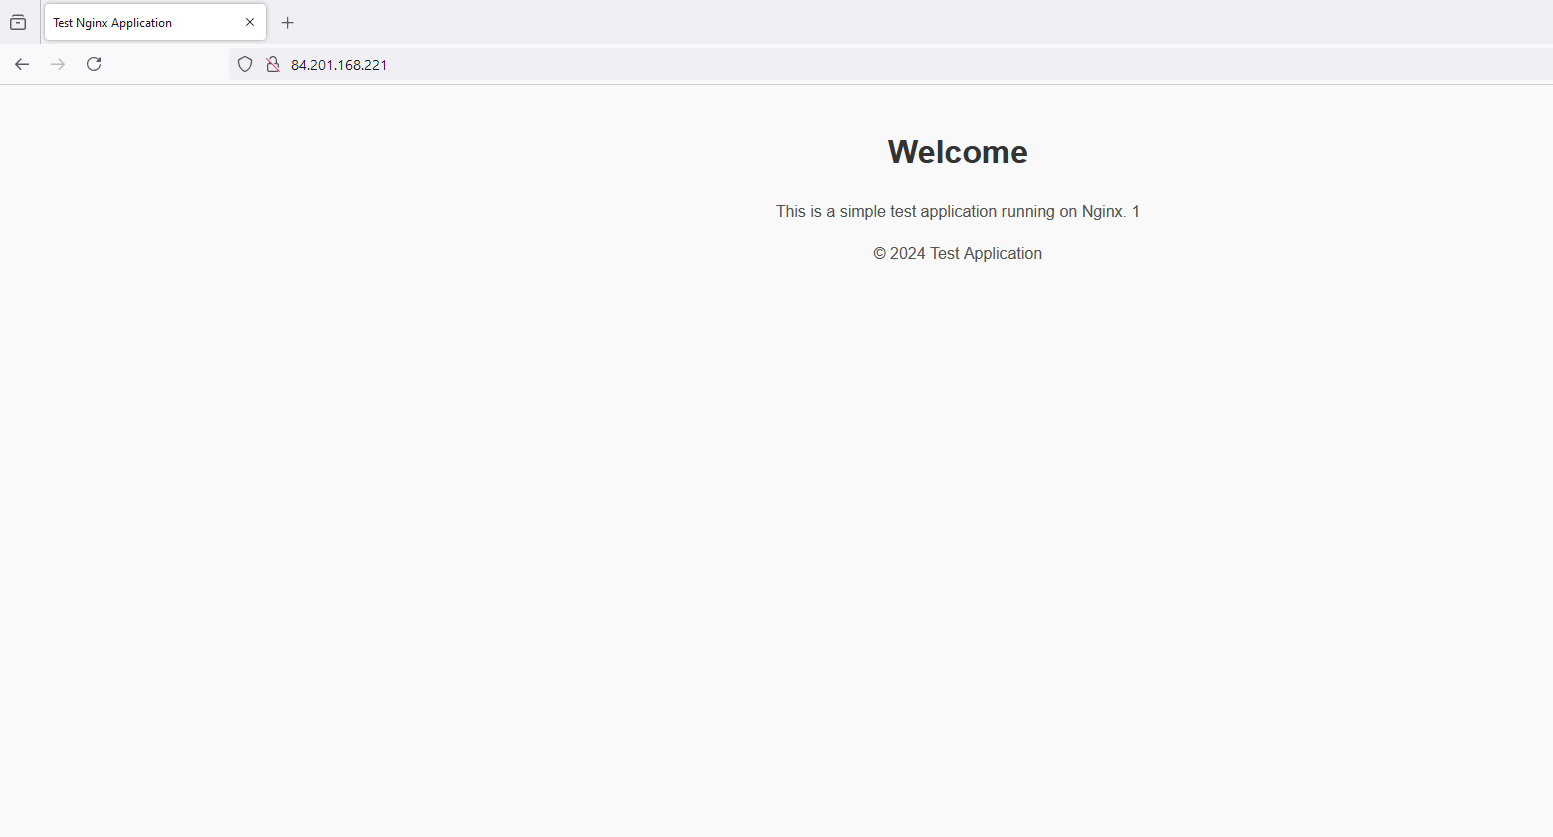 Test Nginx Application
84.201.168.221
Welcome
This is a simple test application running on Nginx. 1
© 2024 Test Application